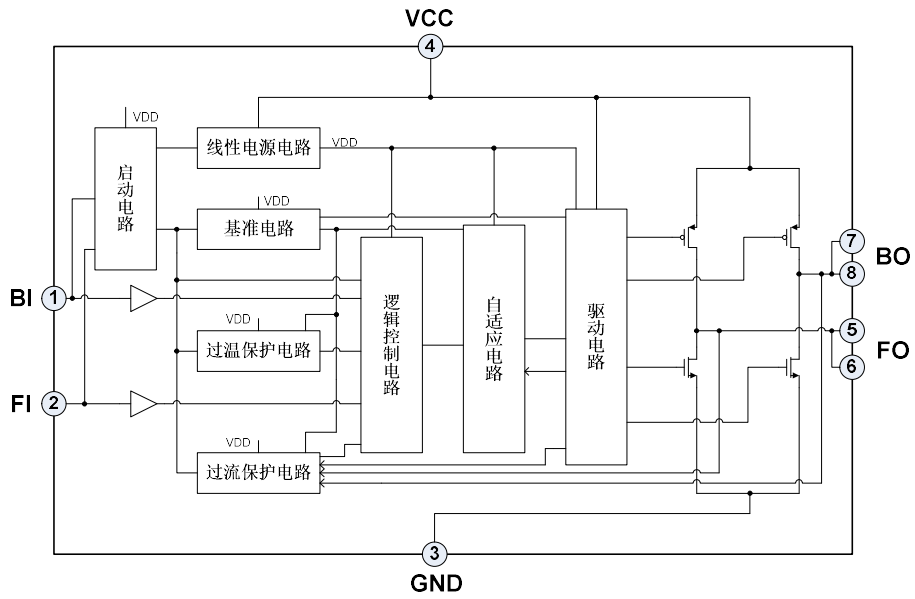 VCC
4
VDD
启动电路
线性电源电路
VDD
VDD
基准电路
7
BO
8
BI
1
逻辑控制电路
自适应电路
驱动电路
VDD
过温保护电路
5
FO
6
FI
2
VDD
过流保护电路
3
GND